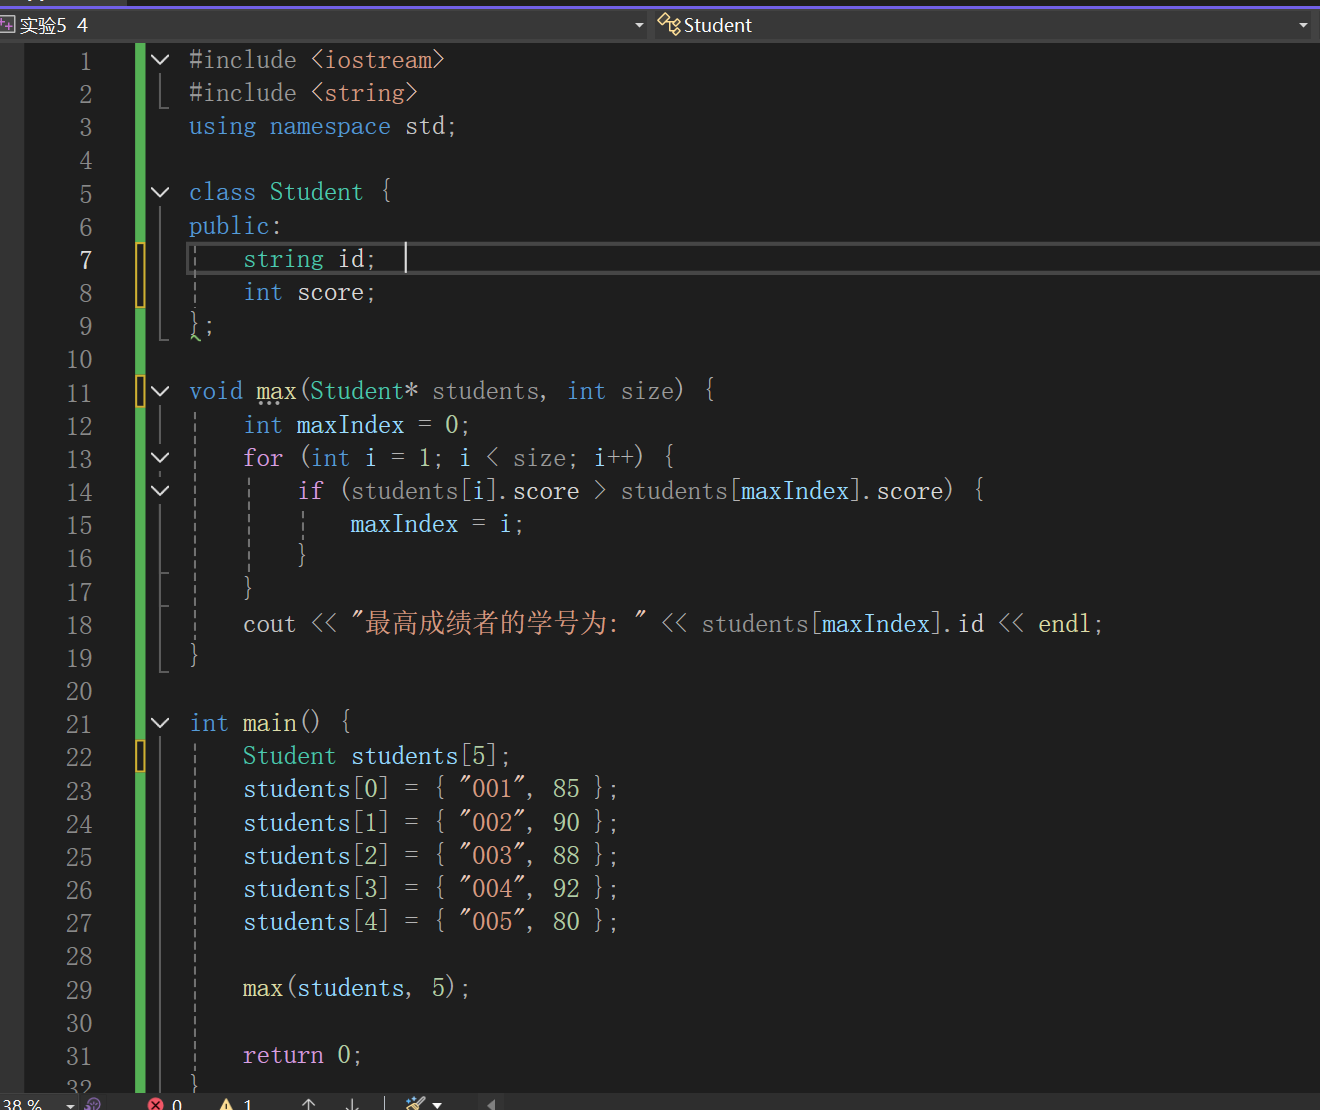 实验5 4 Student
1 #include <iostream>
2 #include <string>
3 using namespace std;
4
5 class Student {
6 public:
7 string id;
8 int score;
9 };
10
11 void max(Student* students, int size) {
12 int maxIndex = 0;
13 for (int i = 1; i < size; i++) {
14 if (students[i].score > students[maxIndex].score) {
15 maxIndex = i;
16 }
17 }
18 cout << "最高成绩者的学号为: " << students[maxIndex].id << endl;
19 }
20
21 int main() {
22 Student students[5];
23 students[0] = { "001", 85 };
24 students[1] = { "002", 90 };
25 students[2] = { "003", 88 };
26 students[3] = { "004", 92 };
27 students[4] = { "005", 80 };
28
29 max(students, 5);
30
31 return 0;
32 }
38 % 0 1